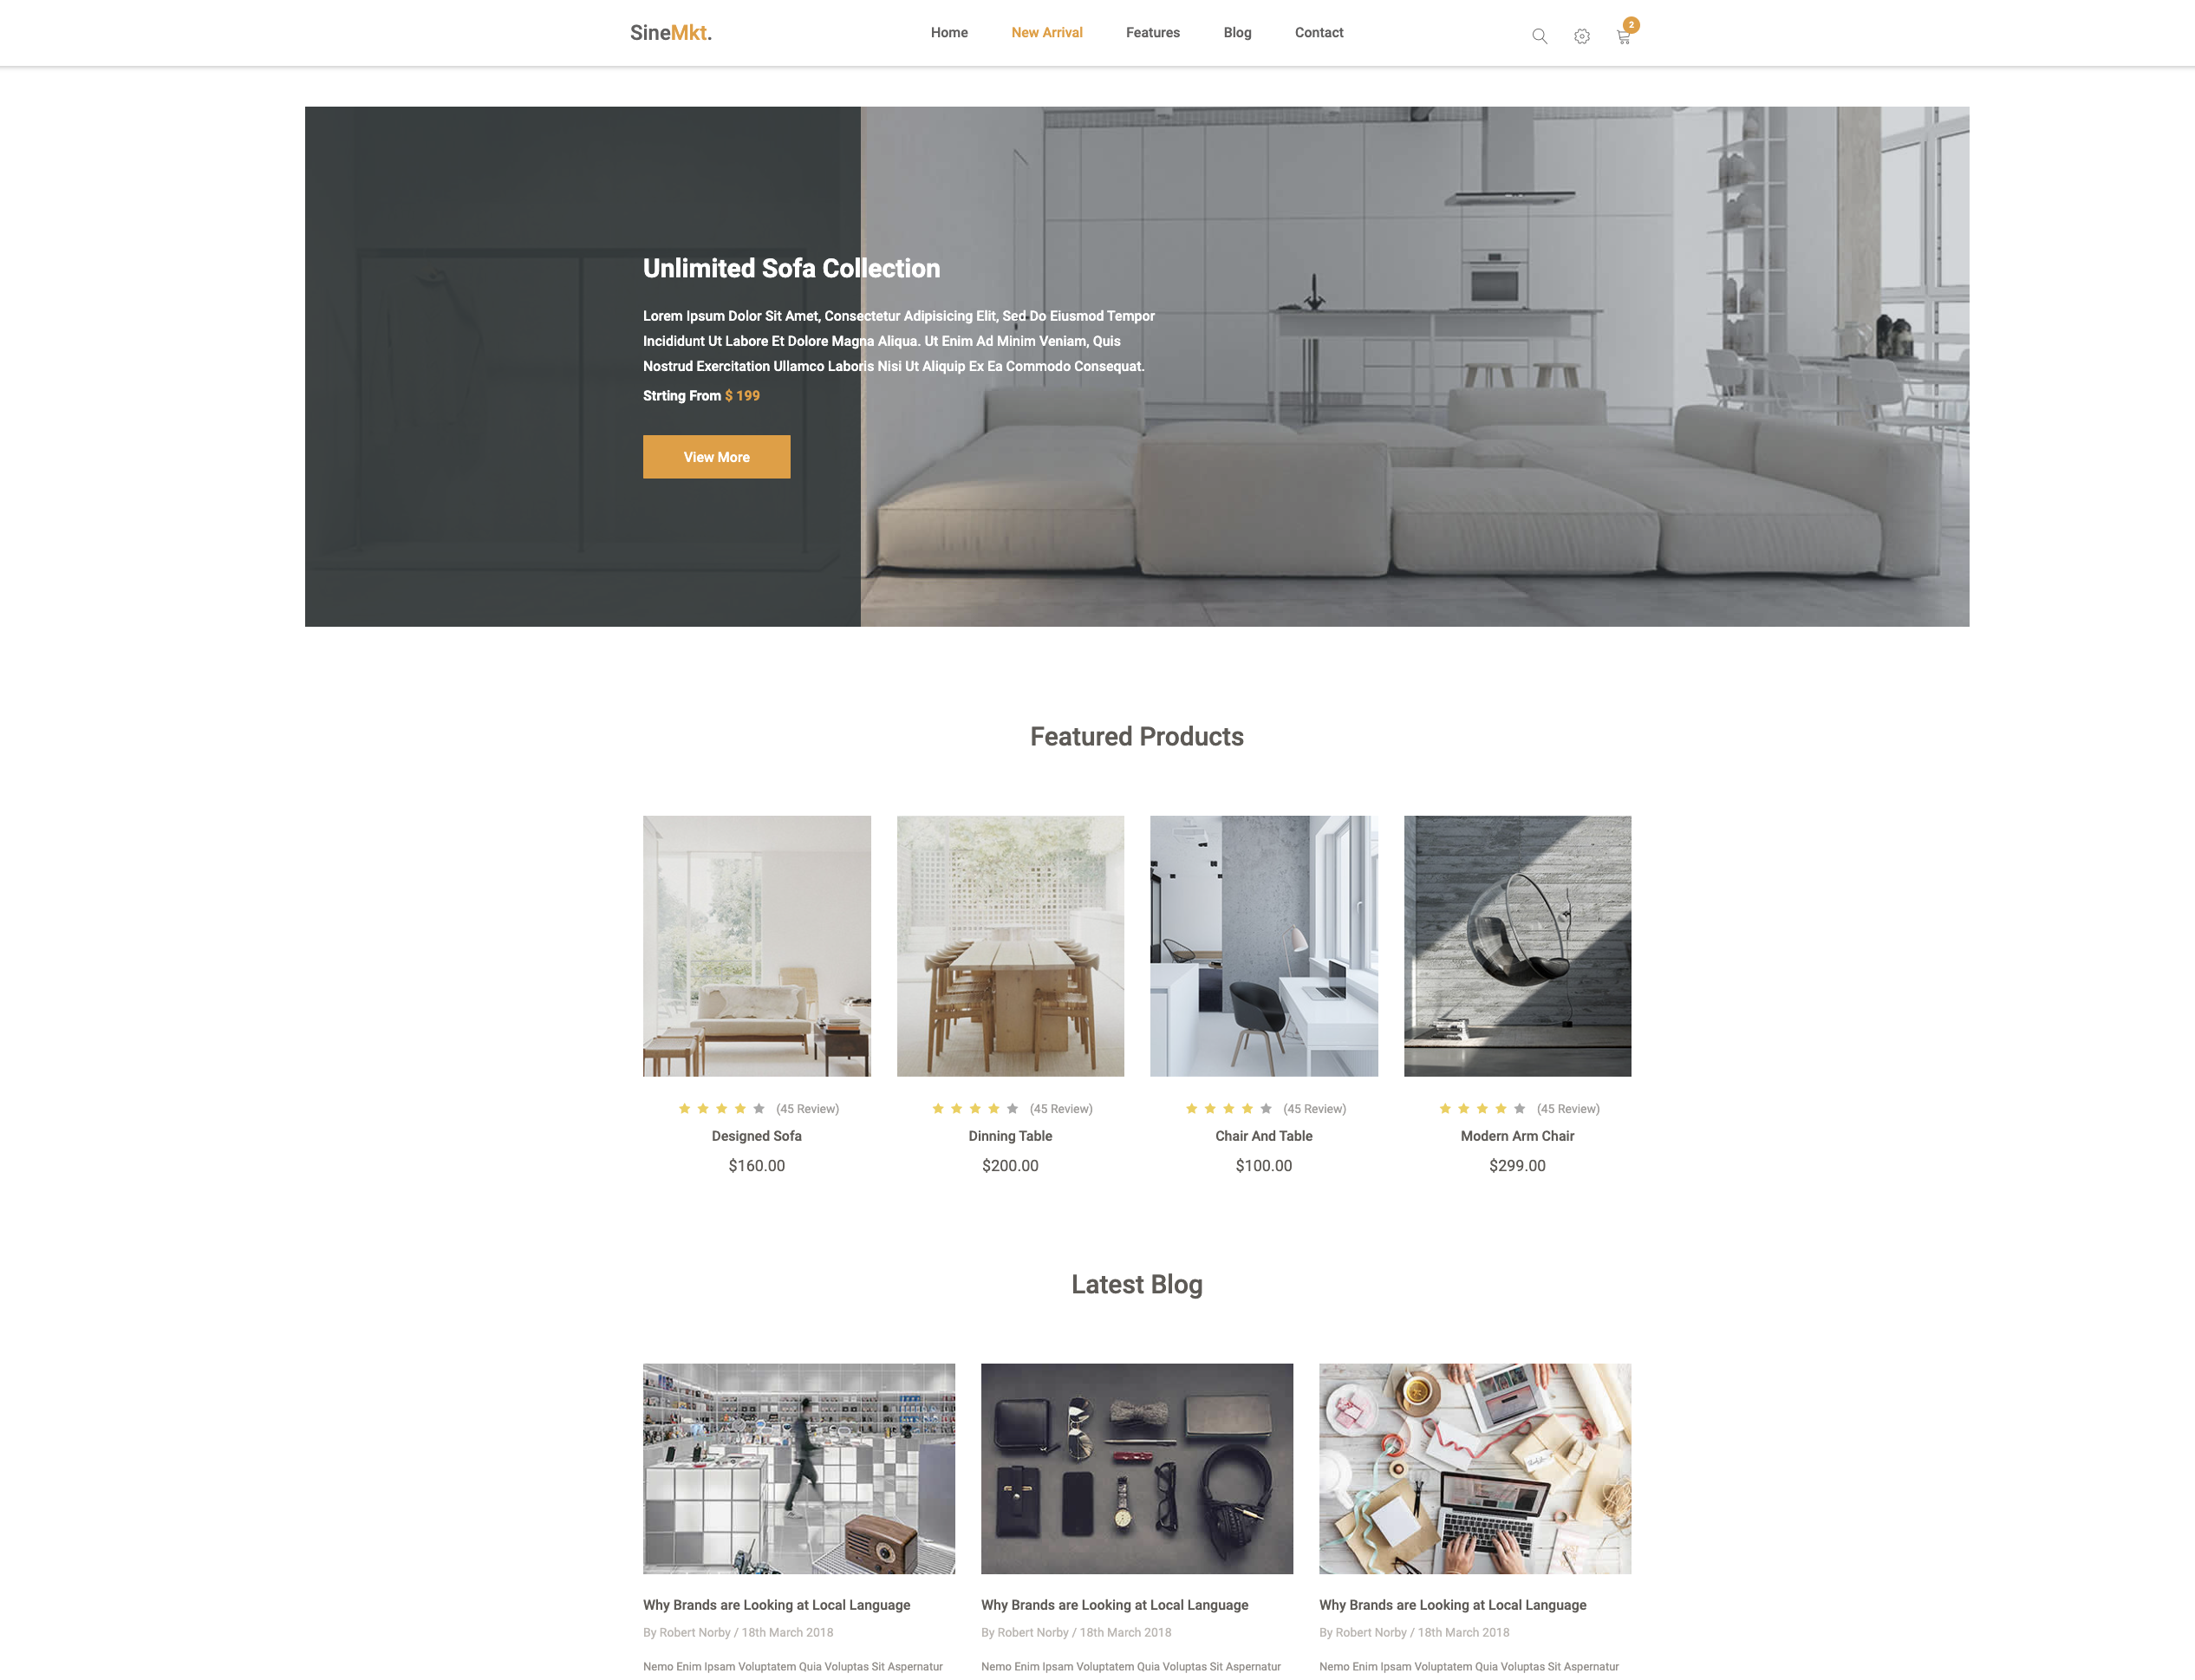 SineMkt.
Home
New Arrival
Features
Blog
Contact
2
Unlimited Sofa Collection
Lorem Ipsum Dolor Sit Amet, Consectetur Adipisicing Elit, Sed Do Eiusmod Tempor
Incididunt Ut Labore Et Dolore Magna Aliqua. Ut Enim Ad Minim Veniam, Quis
Nostrud Exercitation Ullamco Laboris Nisi Ut Aliquip Ex Ea Commodo Consequat.
Strting From $ 199
View More
Featured Products
(45 Review)
Designed Sofa
$160.00
(45 Review)
Dinning Table
$200.00
(45 Review)
Chair And Table
$100.00
(45 Review)
Modern Arm Chair
$299.00
Latest Blog
Why Brands are Looking at Local Language
By Robert Norby / 18th March 2018
Nemo Enim Ipsam Voluptatem Quia Voluptas Sit Aspernatur
Why Brands are Looking at Local Language
By Robert Norby / 18th March 2018
Nemo Enim Ipsam Voluptatem Quia Voluptas Sit Aspernatur
Why Brands are Looking at Local Language
By Robert Norby / 18th March 2018
Nemo Enim Ipsam Voluptatem Quia Voluptas Sit Aspernatur